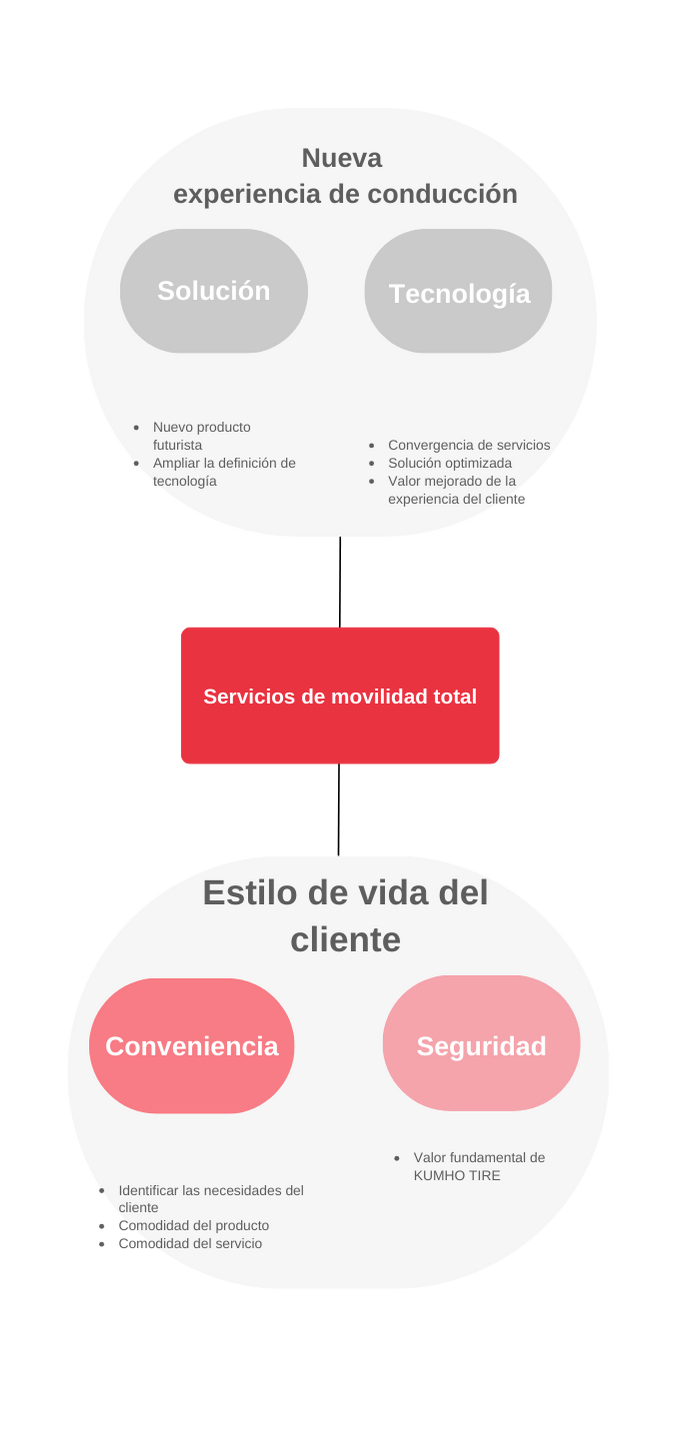 Nueva
experiencia de conducción
Solución
Tecnología
Nuevo producto
futurista
Ampliar la definición de
tecnología
Convergencia de servicios
Solución optimizada
Valor mejorado de la
experiencia del cliente
Servicios de movilidad total
Estilo de vida del
cliente
Conveniencia
Seguridad
Identificar las necesidades del
cliente
Comodidad del producto
Comodidad del servicio
Valor fundamental de
KUMHO TIRE